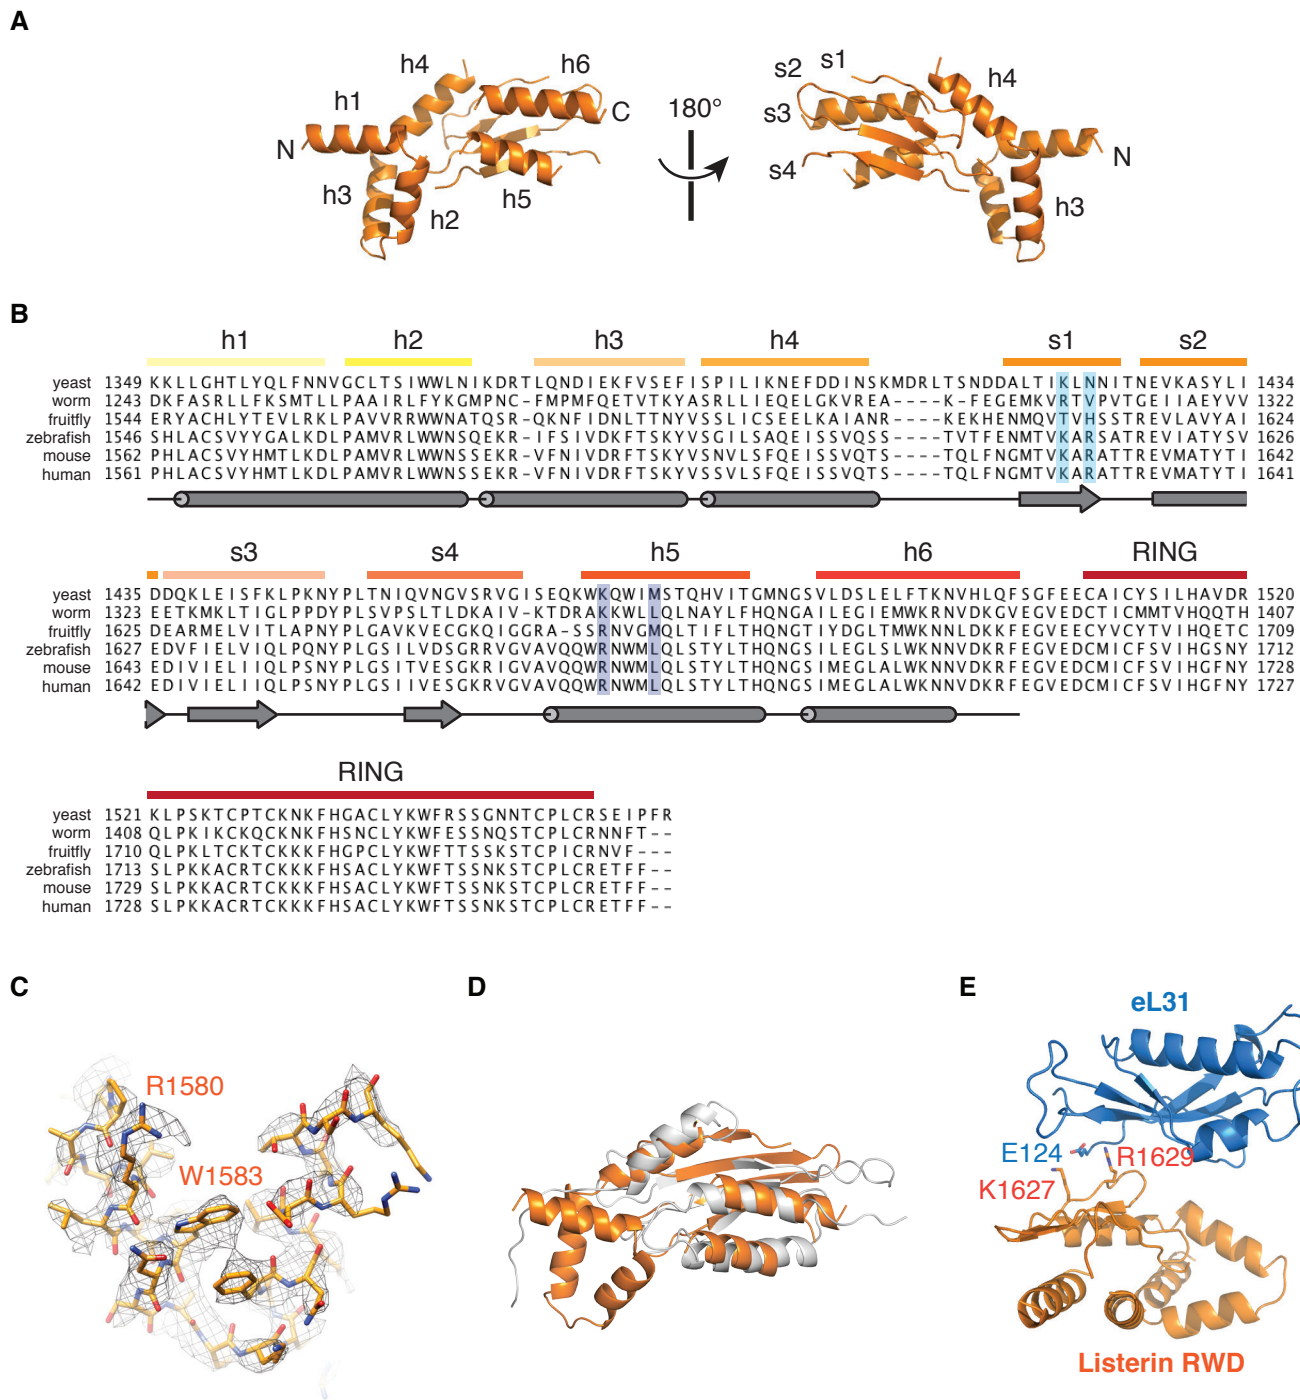 A
h4
h6
h1
C
N
h3
h2
h5
180°
s2
s1
h4
s3
s4
N
h3
B
h1 h2 h3 h4 s1 s2
yeast 1349 KKLLGHTLYQLFNNVGCLTSIWWLNIKDRTLQNDIEKFVSEFISPILIKNEFDDINSKMDRLTSNDDALTIKLNNITNEVKASYLI 1434
worm 1243 DKFASRLLFKSMTLLPAAIRLFYKGMPNC-FMPMFQETVTKYASRLLIEQELGKVREA----K-FEGEMKVRTVPVTGEIIAEYVI 1322
fruitfly 1544 ERYACHLYTEVLRKLPAVVRRWWNATQSR-QKNFIDNLTTNYVSSLICSEELKAIANR----KEKHENMQVTTHSSTREVLAVYAI 1624
zebrafish 1546 SHLACSVYYGALKDLPAMVRLWWNSQEKR-IFSIVDKFTSKYVSGILSAQEISSVQSS----TVTFENMTVKARSATREVIATYSV 1626
mouse 1562 PHLACSVYHMTLKDLPAMVRLWWNSSEKR-VFNIVDRFTSKYVSNVLSFQEISSVQTS----TQLFNGMTVKARATTREVMATYTI 1642
human 1561 PHLACSVYHMTLKTLPAMVRLWWNSSEKR-VFNIVDRFTSKYVSSVLSFQEISSVQTS----TQLFNGMTVKARATTREVMATYTI 1641
s3 s4 h5 h6 RING
yeast 1435 DDQKLEISFKLPKNYPLTNIQVNGVSRVGISEQKWKQWIMSTQHVITGMNGSVLDSLELFTKNVHLQFSGFEECAICYSILHAVDR 1520
worm 1323 EETKMKLTIGLPPDYPLSVPSLTLDKAIV-KTDRAKKWLLQLNAYLFHQNGAILEGIEMWKRNVDKGVSGVEDCTICMMTVHQQTH 1407
fruitfly 1625 DEARMELVITLAPNYPLGAVKVECGKQIGGRA-SSRNVGMQLTIFLTHQNGTIYDGLTMWKNNLDKKFEGVEECYVCYTVIHQETC 1709
zebrafish 1627 EDVFIELVIQLPQNYPLGSILVDSGRRVGVAVQQWRNWMLQLSTYLTHQNGSILEGLSLWKNNVDKRFEGVEDCMICFSVIHGSNY 1712
mouse 1643 EDIVIELIIQLPSNYPLGSITVESGKRIGVAVQQWRNWMLQLSTYLTHQNGSIMEGLALWKNNVDKRFEGVEDCMICFSVIHGFNY 1728
human 1642 EDIVIELIIQLPSNYPLGSIIVESGKRVGVAVQQWRNWMLQLSTYLTHQNGSIMEGLALWKNNVDKRFEGVEDCMICFSVIHGFNY 1727
RING
yeast 1521 KLPSKTCPTCKNKFHGACLYKWFRSSGNNTCPLCRSEIPFR
worm 1408 QLPKIKCKQCKNKFHSNCLYKWFESSNQSTCPLCRNNFT--
fruitfly 1710 QLPKLTCKTCKKKFHGPCLYKWFTTSSKSTCPICRNVF---
zebrafish 1713 SLPKKACRTCKKKFHSACLYKWFTSSNKSTCPLCRETFF--
mouse 1729 SLPKKACRTCKKKFHSACLYKWFTSSNKSTCPLCRETFF--
human 1728 SLPKKACRTCKKKFHSACLYKWFTSSNKSTCPLCRETFF--
C
R1580
W1583
D
E
eL31
E124
R1629
K1627
Listerin RWD